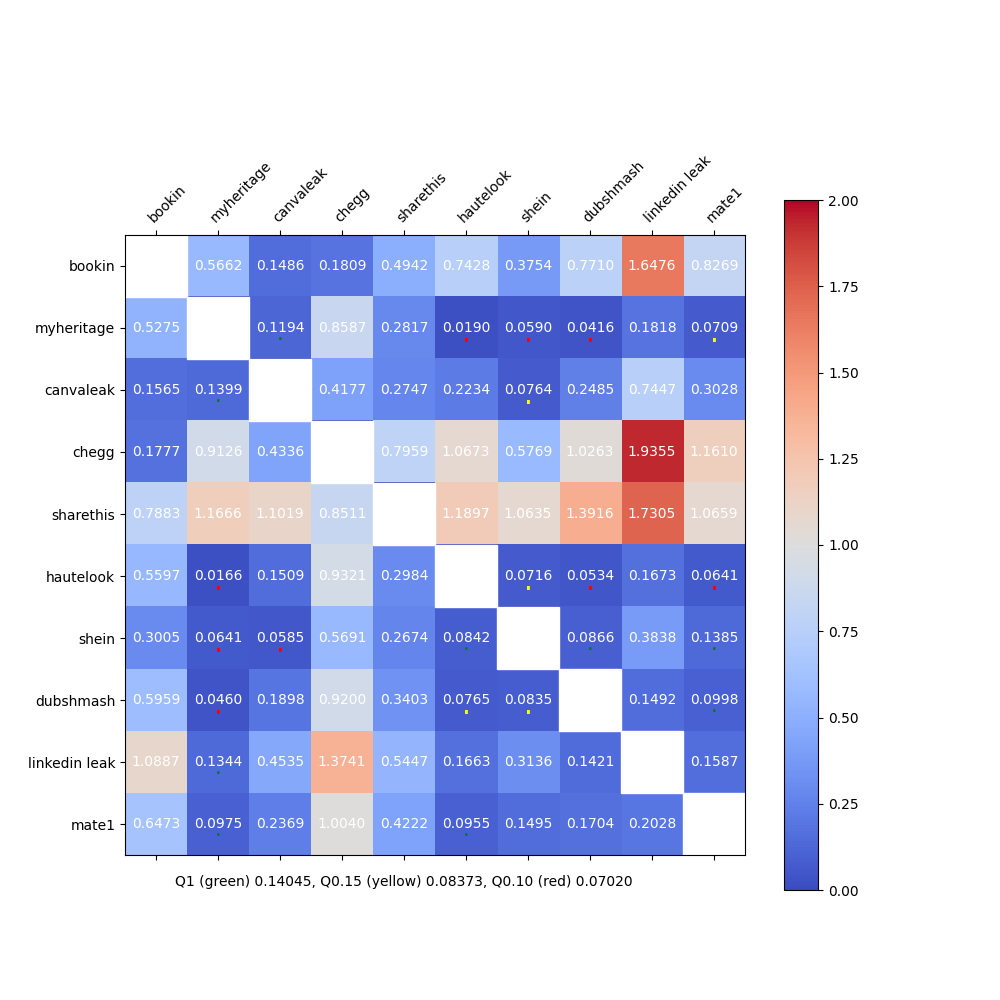 bookin myheritage canvaleak chegg sharethis hautelook shein dubshmash linkedin leak mate1
2.00
bookin 0.5662 0.1486 0.1809 0.4942 0.7428 0.3754 0.7710 1.6476 0.8269
1.75
myheritage 0.5275 0.1194 0.8587 0.2817 0.0190 0.0590 0.0416 0.1818 0.0709
canvaleak 0.1565 0.1399 0.4177 0.2747 0.2234 0.0764 0.2485 0.7447 0.3028
1.50
chegg 0.1777 0.9126 0.4336 0.7959 1.0673 0.5769 1.0263 1.9355 1.1610
1.25
sharethis 0.7883 1.1666 1.1019 0.8511 1.1897 1.0635 1.3916 1.7305 1.0659
1.00
hautelook 0.5597 0.0166 0.1509 0.9321 0.2984 0.0716 0.0534 0.1673 0.0641
0.75
shein 0.3005 0.0641 0.0585 0.5691 0.2674 0.0842 0.0866 0.3838 0.1385
dubshmash 0.5959 0.0460 0.1898 0.9200 0.3403 0.0765 0.0835 0.1492 0.0998
0.50
linkedin leak 1.0887 0.1344 0.4535 1.3741 0.5447 0.1663 0.3136 0.1421 0.1587
0.25
mate1 0.6473 0.0975 0.2369 1.0040 0.4222 0.0955 0.1495 0.1704 0.2028
Q1 (green) 0.14045, Q0.15 (yellow) 0.08373, Q0.10 (red) 0.07020
0.00